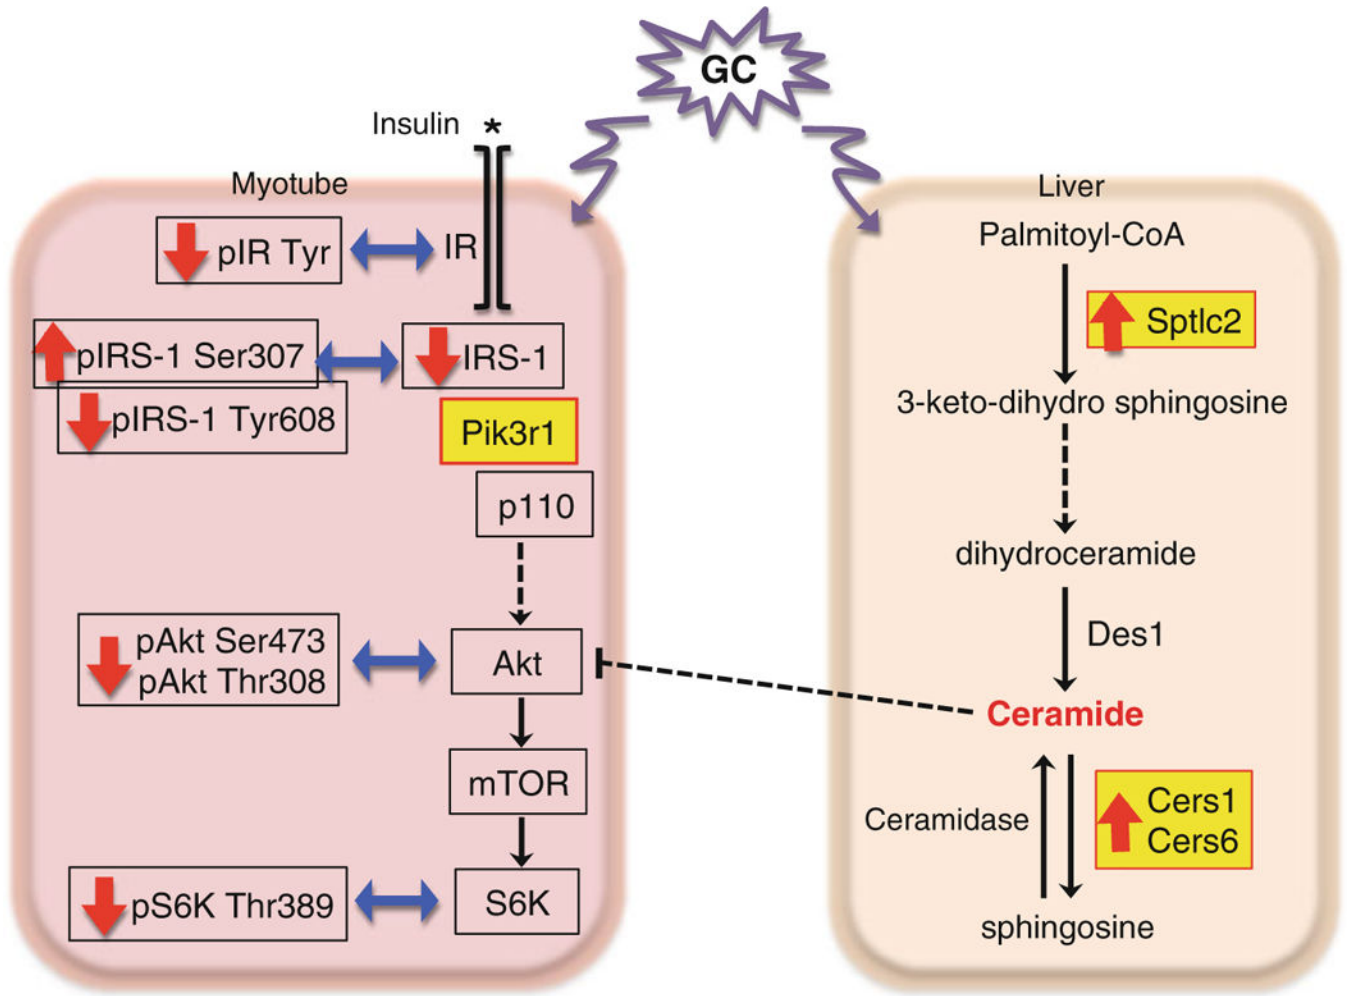 GC
Insulin *
Myotube
pIR Tyr
IR
pIRS-1 Ser307
IRS-1
pIRS-1 Tyr608
Pik3r1
p110
pAkt Ser473
pAkt Thr308
Akt
mTOR
pS6K Thr389
S6K
Liver
Palmitoyl-CoA
Sptlc2
3-keto-dihydro sphingosine
dihydroceramide
Des1
Ceramide
Ceramidase
Cers1
Cers6
sphingosine